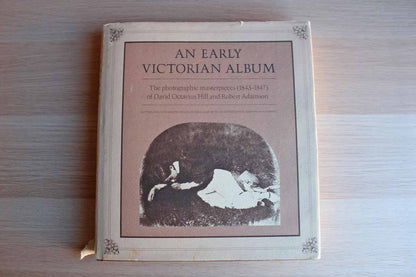 AN EARLY
VICTORIAN ALBUM
The photographic masterpieces (1843-1847)
of David Octavius Hill and Robert Adamson